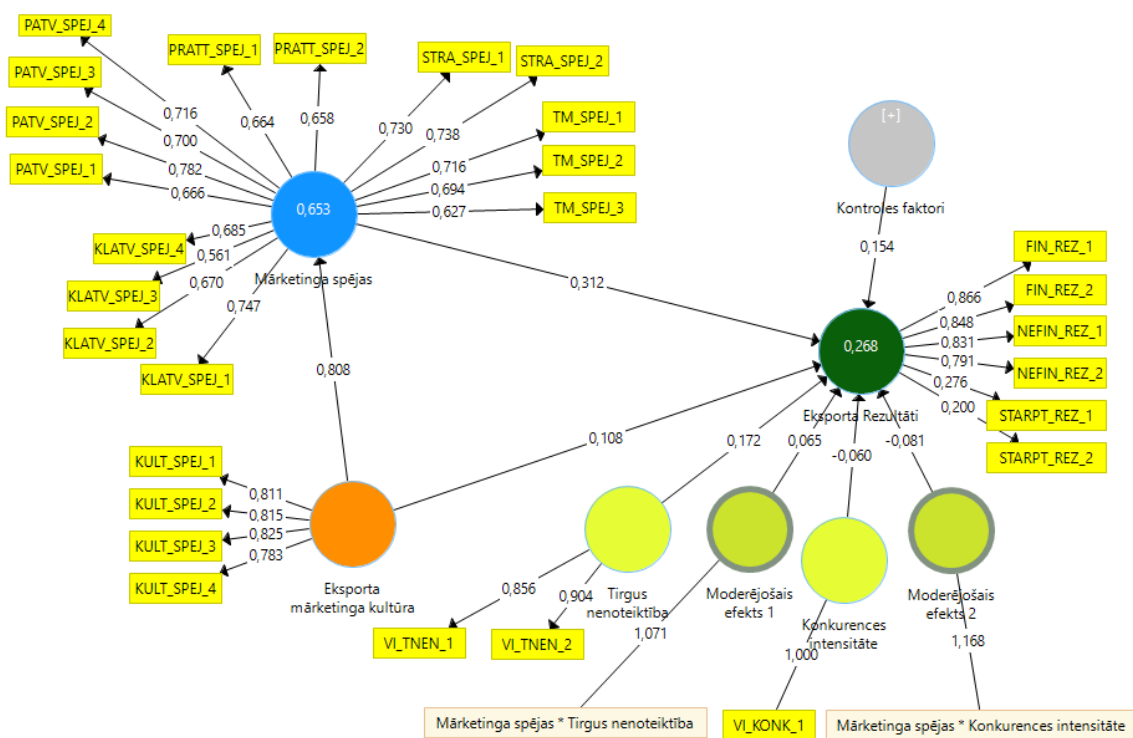 PATV_SPEJ_4
PRATT_SPEJ_1
PRATT_SPEJ_2
STRA_SPEJ_1
STRA_SPEJ_2
PATV_SPEJ_3
PATV_SPEJ_2
PATV_SPEJ_1
TM_SPEJ_1
TM_SPEJ_2
TM_SPEJ_3
0,716
0,700
0,782
0,666
0,664
0,658
0,730
0,738
0,716
0,694
0,627
0,653
Mārketinga spējas
KLATV_SPEJ_4
KLATV_SPEJ_3
KLATV_SPEJ_2
KLATV_SPEJ_1
0,685
0,561
0,670
0,747
[+]
Kontroles faktori
0,154
0,312
0,808
0,108
0,268
Eksporta Rezultāti
FIN_REZ_1
FIN_REZ_2
NEFIN_REZ_1
NEFIN_REZ_2
STARPT_REZ_1
STARPT_REZ_2
0,866
0,848
0,831
0,791
0,276
0,200
0,172
0,065
-0,060
-0,081
KULT_SPEJ_1
KULT_SPEJ_2
KULT_SPEJ_3
KULT_SPEJ_4
0,811
0,815
0,825
0,783
Eksporta
mārketinga kultūra
Tirgus
nenoteiktība
0,856
0,904
VI_TNEN_1
VI_TNEN_2
Moderējošais
efekts 1
1,071
Konkurences
intensitāte
1,000
Moderējošais
efekts 2
1,168
Mārketinga spējas * Tirgus nenoteiktība
VI_KONK_1
Mārketinga spējas * Konkurences intensitāte